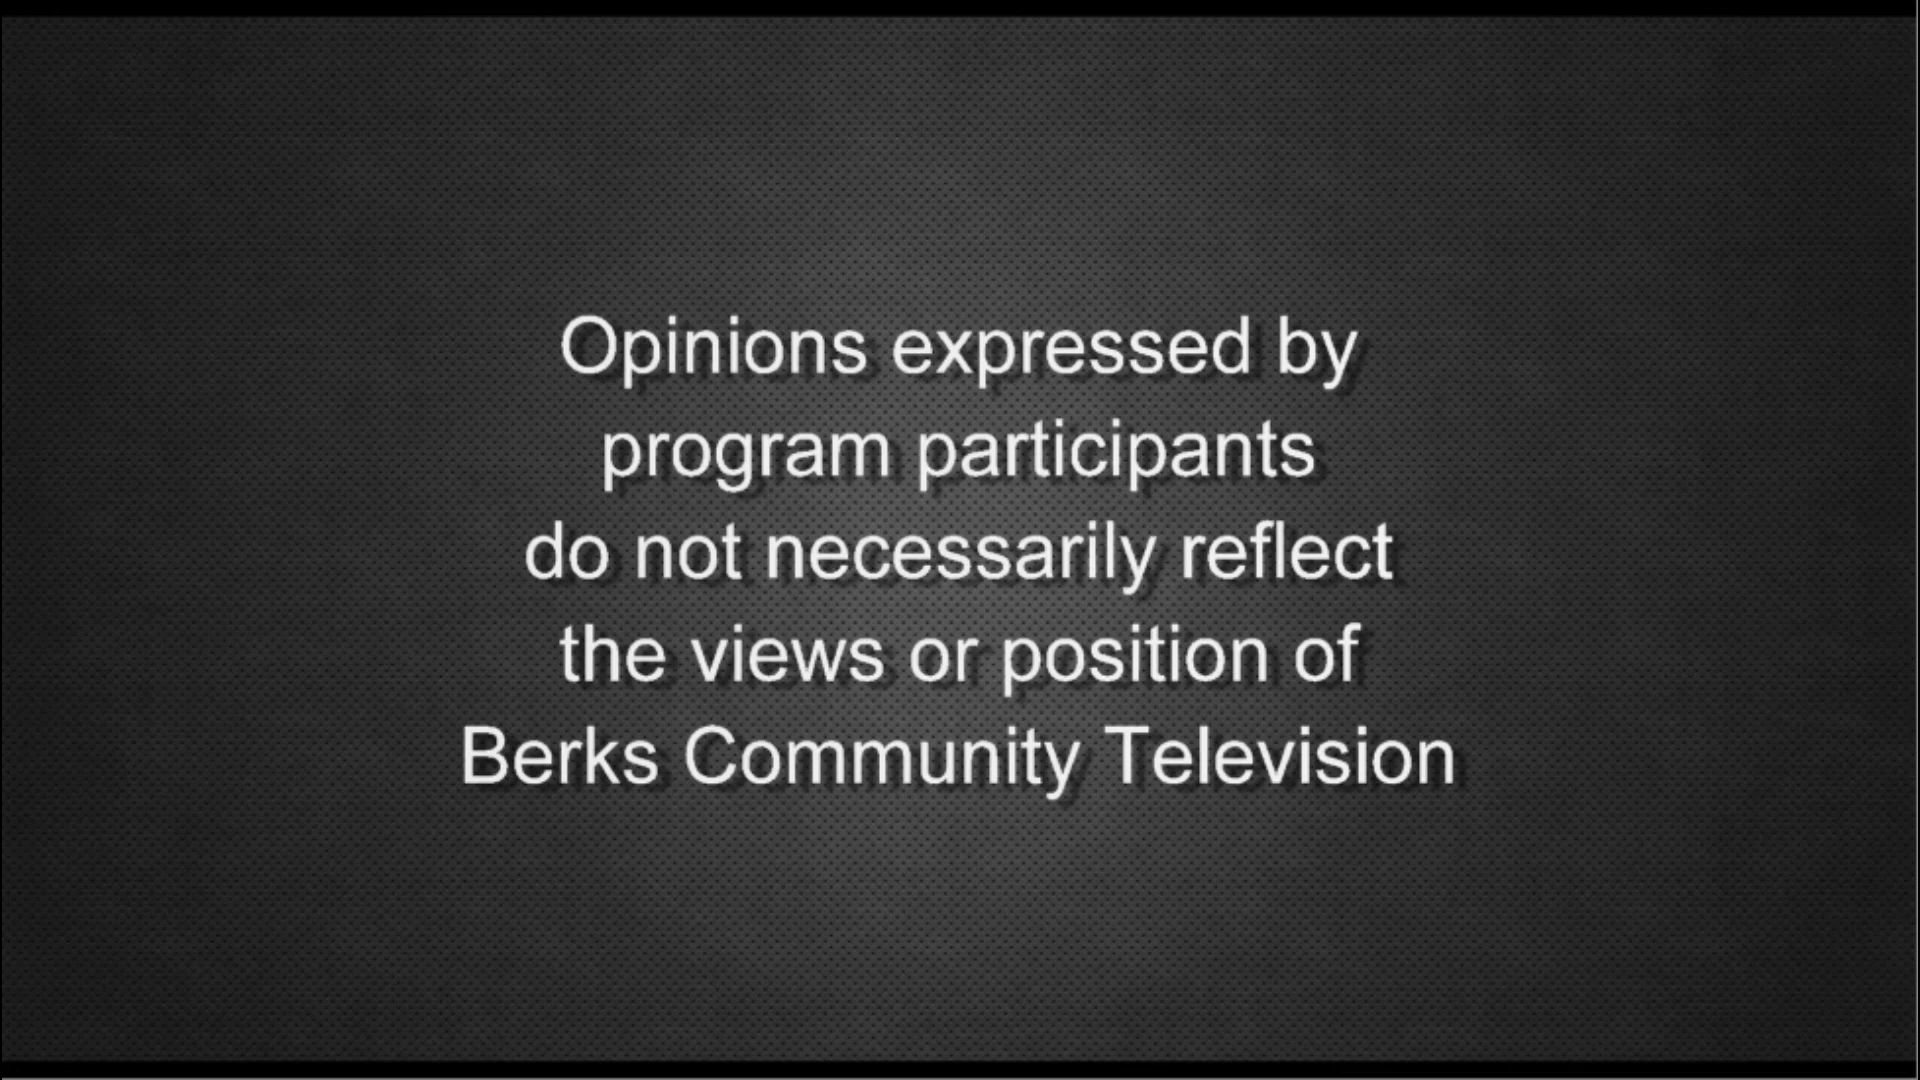 Opinions expressed by
program participants
do not necessarily reflect
the views or position of
Berks Community Television